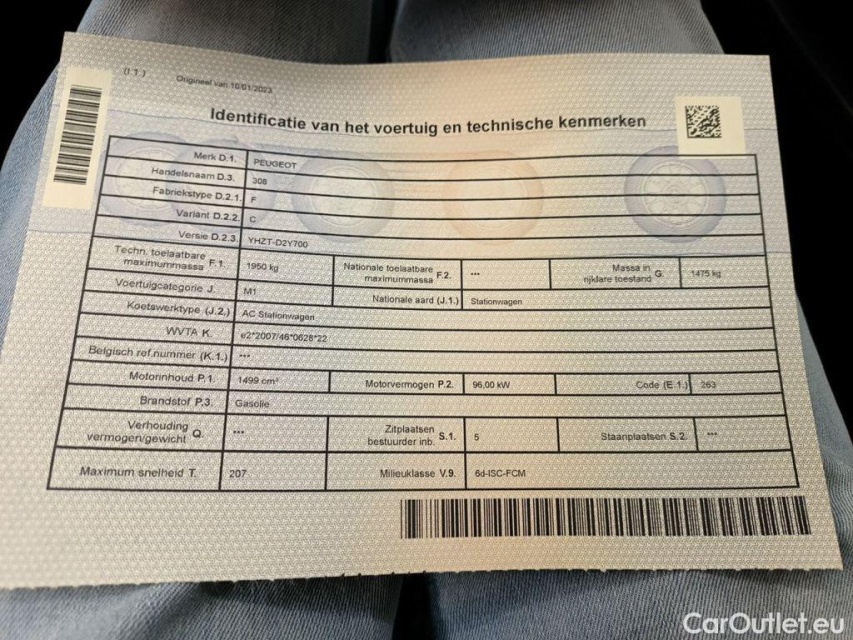 (I.1.)
Origineel van 10/01/2023
Identificatie van het voertuig en technische kenmerken
Merk D.1. PEUGEOT
Handelsnaam D.3. 308
Fabriekstype D.2.1. F
Variant D.2.2. C
Versie D.2.3. YHZT-D2Y700
Techn. toelaatbare maximummassa F.1. 1950 kg Nationale toelaatbare maximummassa F.2. --- Massa in rijklare toestand G. 1475 kg
Voertuigcategorie J. M1 Nationale aard (J.1.) Stationwagen
Koetswerktype (J.2.) AC Stationwagen
WVTA K. e2*2007/46*0628*22
Belgisch ref.nummer (K.1.) ---
Motorinhoud P.1. 1499 cm³ Motorvermogen P.2. 96,00 kW Code (E.1.) 263
Brandstof P.3. Gasolie
Verhouding vermogen/gewicht Q. --- Zitplaatsen bestuurder inb. S.1. 5 Staanplaatsen S.2. ---
Maximum snelheid T. 207 Milieuklasse V.9. 6d-ISC-FCM
CarOutlet.eu